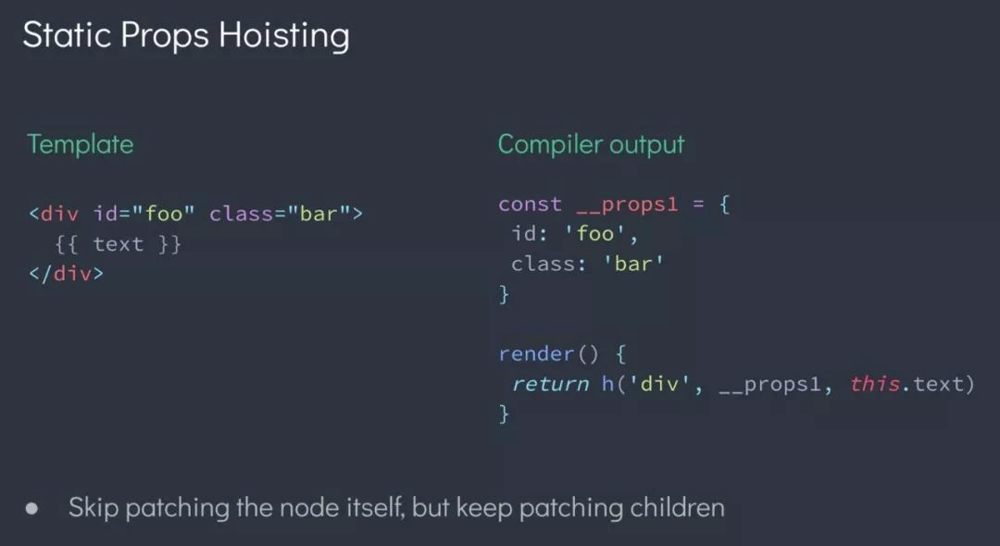 Static Props Hoisting
Template
<div id="foo" class="bar">
  {{ text }}
</div>
Compiler output
const __props1 = {
 id: 'foo',
 class: 'bar'
}
render() {
 return h('div', __props1, this.text)
}
● Skip patching the node itself, but keep patching children